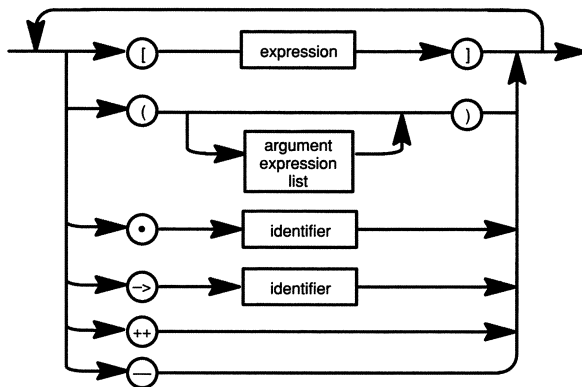 [ expression ]
( )
argument
expression
list
• identifier
-> identifier
++
--